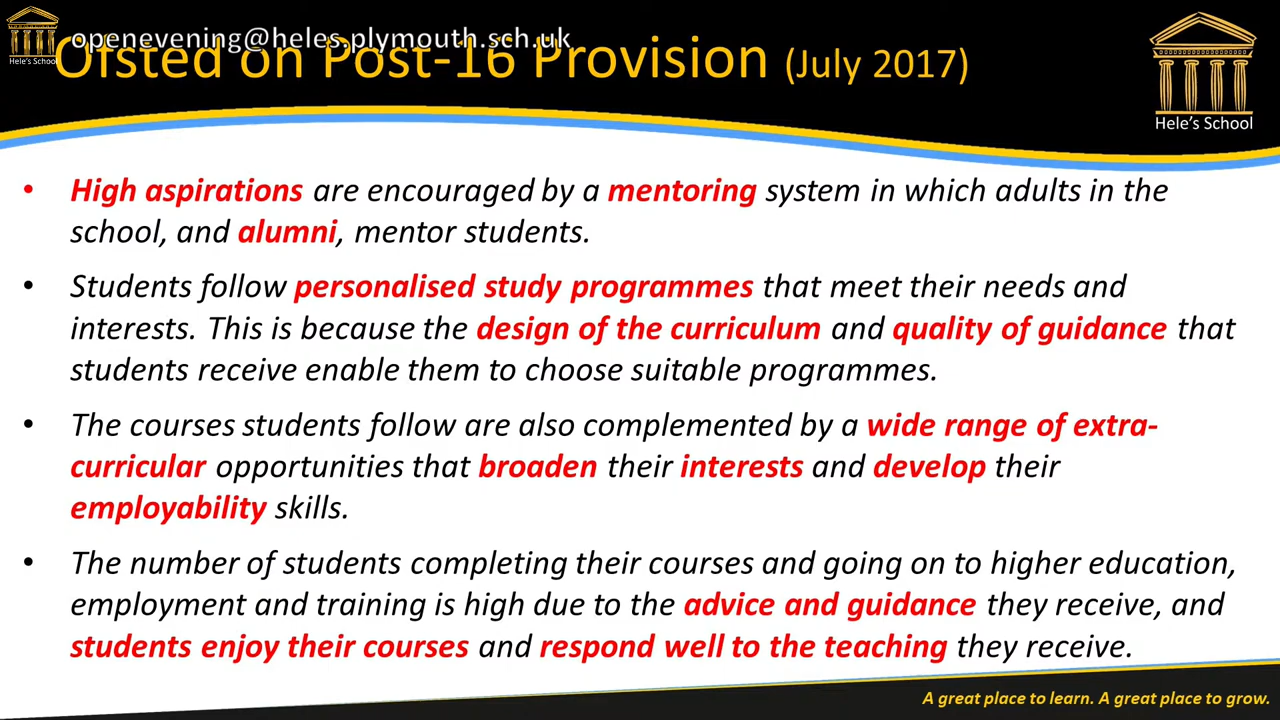 openevening@heles.plymouth.sch.uk
Hele's School
Ofsted on Post-16 Provision (July 2017)
Hele's School
• High aspirations are encouraged by a mentoring system in which adults in the
school, and alumni, mentor students.
• Students follow personalised study programmes that meet their needs and
interests. This is because the design of the curriculum and quality of guidance that
students receive enable them to choose suitable programmes.
• The courses students follow are also complemented by a wide range of extra-
curricular opportunities that broaden their interests and develop their
employability skills.
• The number of students completing their courses and going on to higher education,
employment and training is high due to the advice and guidance they receive, and
students enjoy their courses and respond well to the teaching they receive.
A great place to learn. A great place to grow.